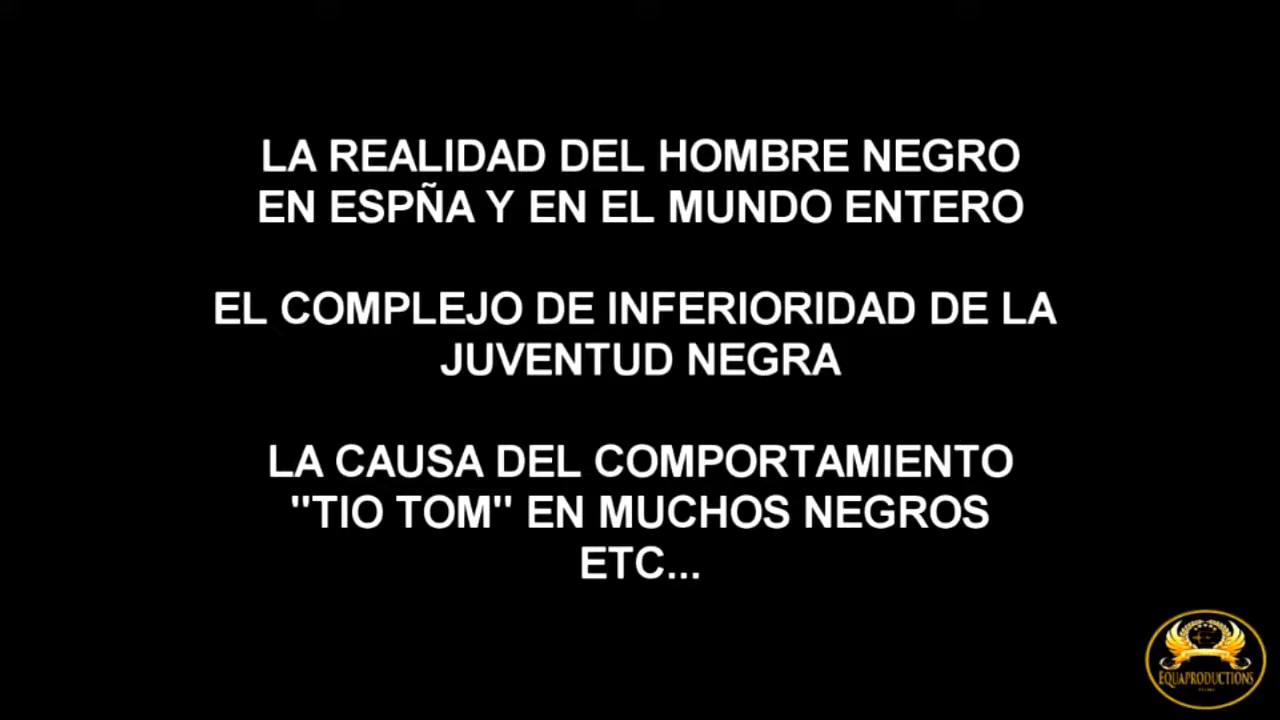 LA REALIDAD DEL HOMBRE NEGRO
EN ESPÑA Y EN EL MUNDO ENTERO
EL COMPLEJO DE INFERIORIDAD DE LA
JUVENTUD NEGRA
LA CAUSA DEL COMPORTAMIENTO
"TIO TOM" EN MUCHOS NEGROS
ETC...
EQUAPRODUCTIONS